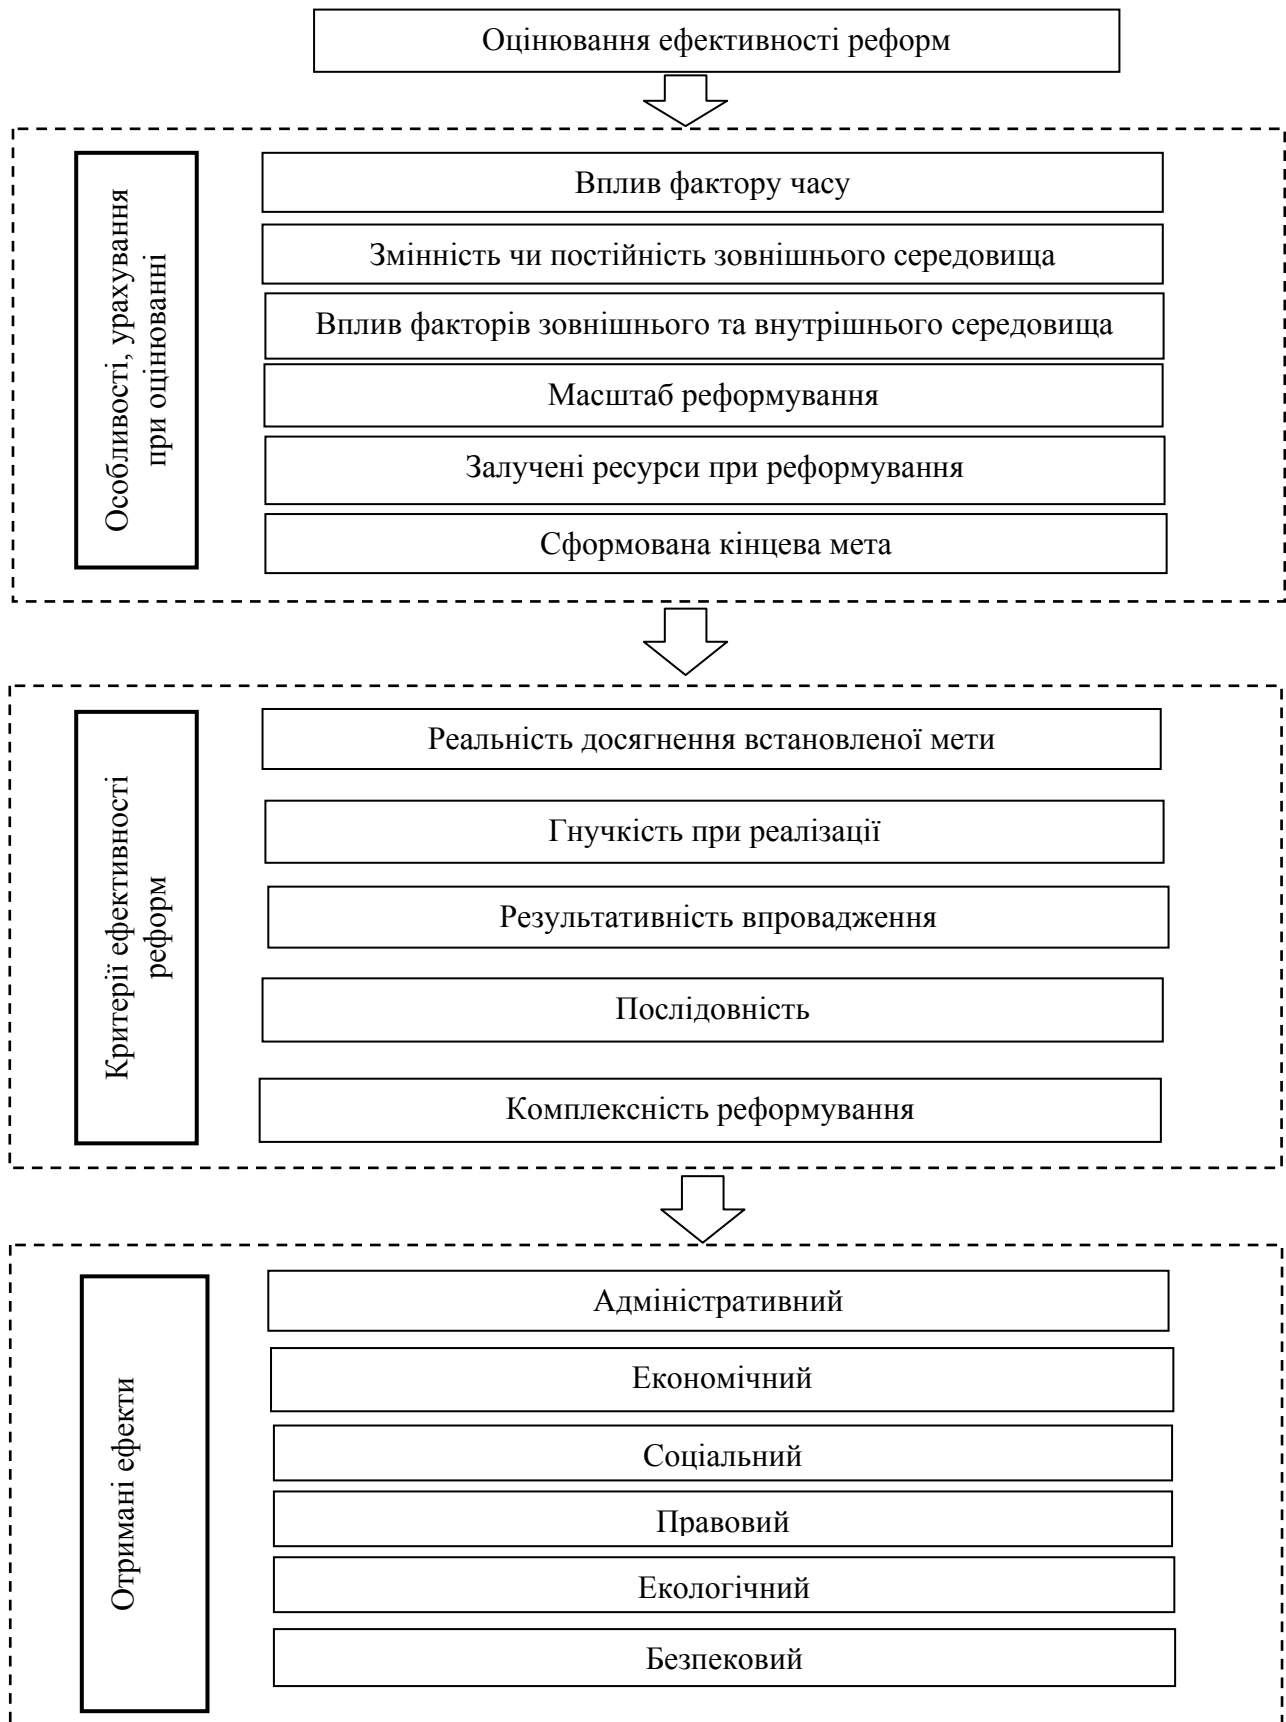 Оцінювання ефективності реформ
Особливості, урахування
при оцінюванні
Вплив фактору часу
Змінність чи постійність зовнішнього середовища
Вплив факторів зовнішнього та внутрішнього середовища
Масштаб реформування
Залучені ресурси при реформування
Сформована кінцева мета
Критерії ефективності
реформ
Реальність досягнення встановленої мети
Гнучкість при реалізації
Результативність впровадження
Послідовність
Комплексність реформування
Отримані ефекти
Адміністративний
Економічний
Соціальний
Правовий
Екологічний
Безпековий